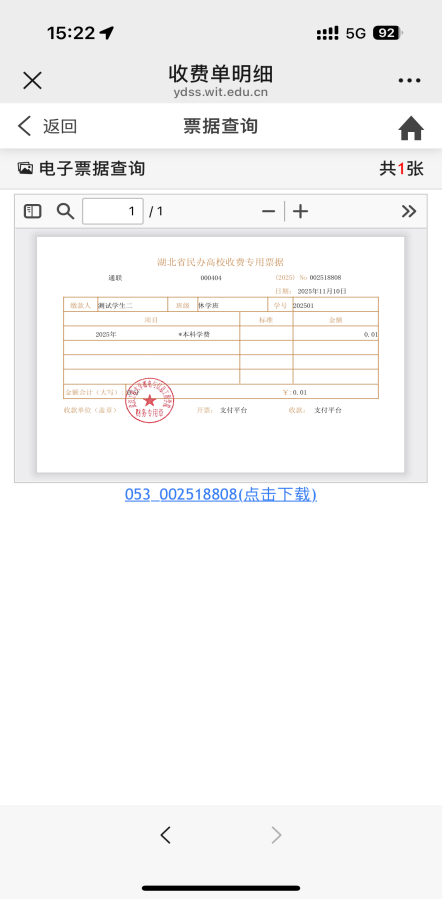 15:22
5G 92
收费单明细
ydss.wit.edu.cn
返回 票据查询
电子票据查询 共1张
1 / 1
湖北省民办高校收费专用票据
通联 000404 (2025) No 002518808
日期： 2025年11月10日
缴款人 测试学生二 班级 休学班 学号 202501
项目 标准 金额
2025年 *本科学费 0.01
金额合计（大写）： ￥:0.01
财务专用章
收款单位（盖章） 开票： 支付平台 收款： 支付平台
053_002518808(点击下载)